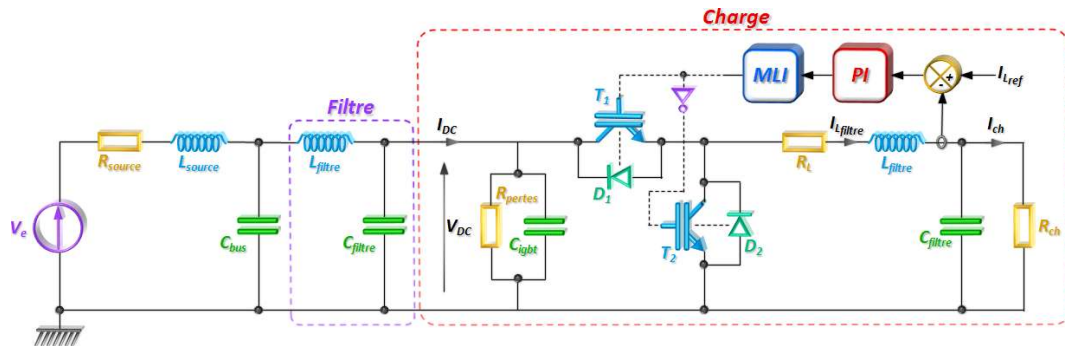 Charge
MLI
PI
+
-
I_Lref
Filtre
T1
I_DC
I_Lfiltre
I_ch
R_source
L_source
L_filtre
D1
R_L
L_filtre
V_e
C_bus
C_filtre
V_DC
R_pertes
C_igbt
T2
D2
C_filtre
R_ch